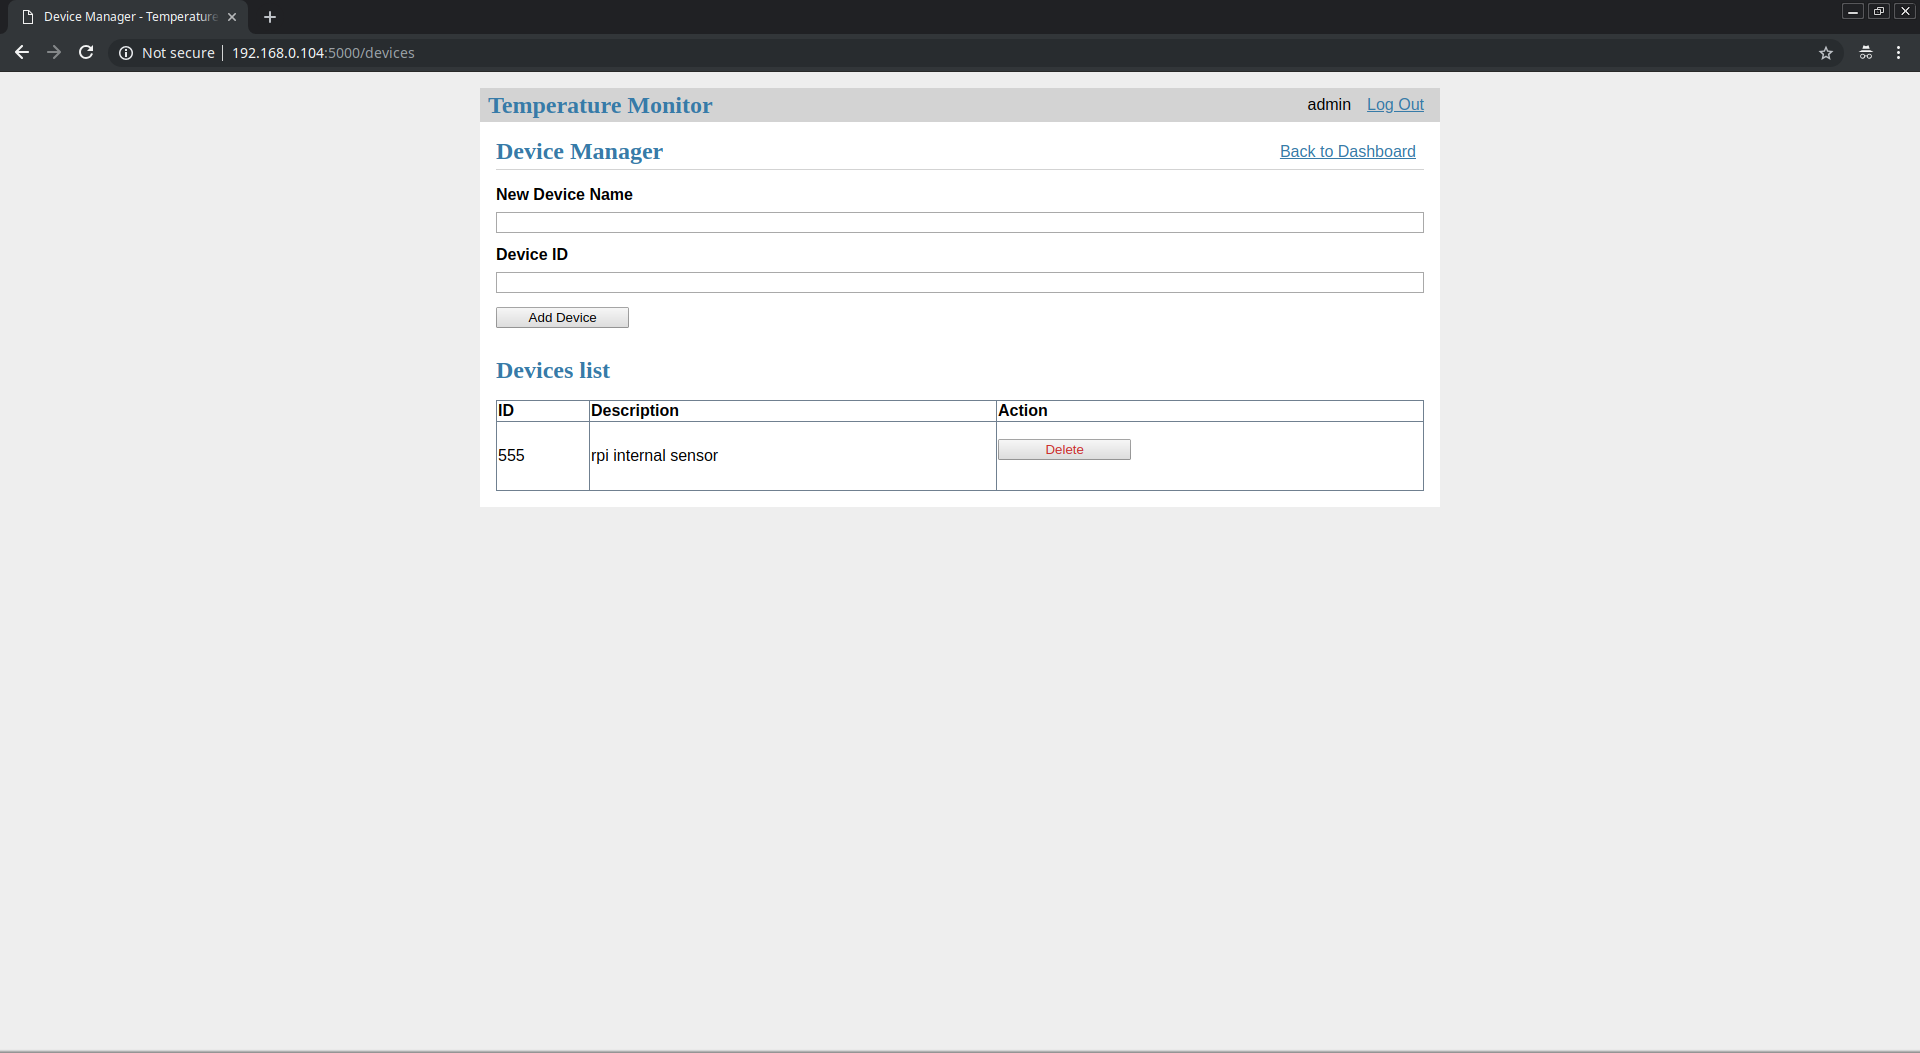 Device Manager - Temperature
Not secure | 192.168.0.104:5000/devices
Temperature Monitor admin Log Out
Device Manager Back to Dashboard
New Device Name
Device ID
Add Device
Devices list
ID Description Action
555 rpi internal sensor Delete